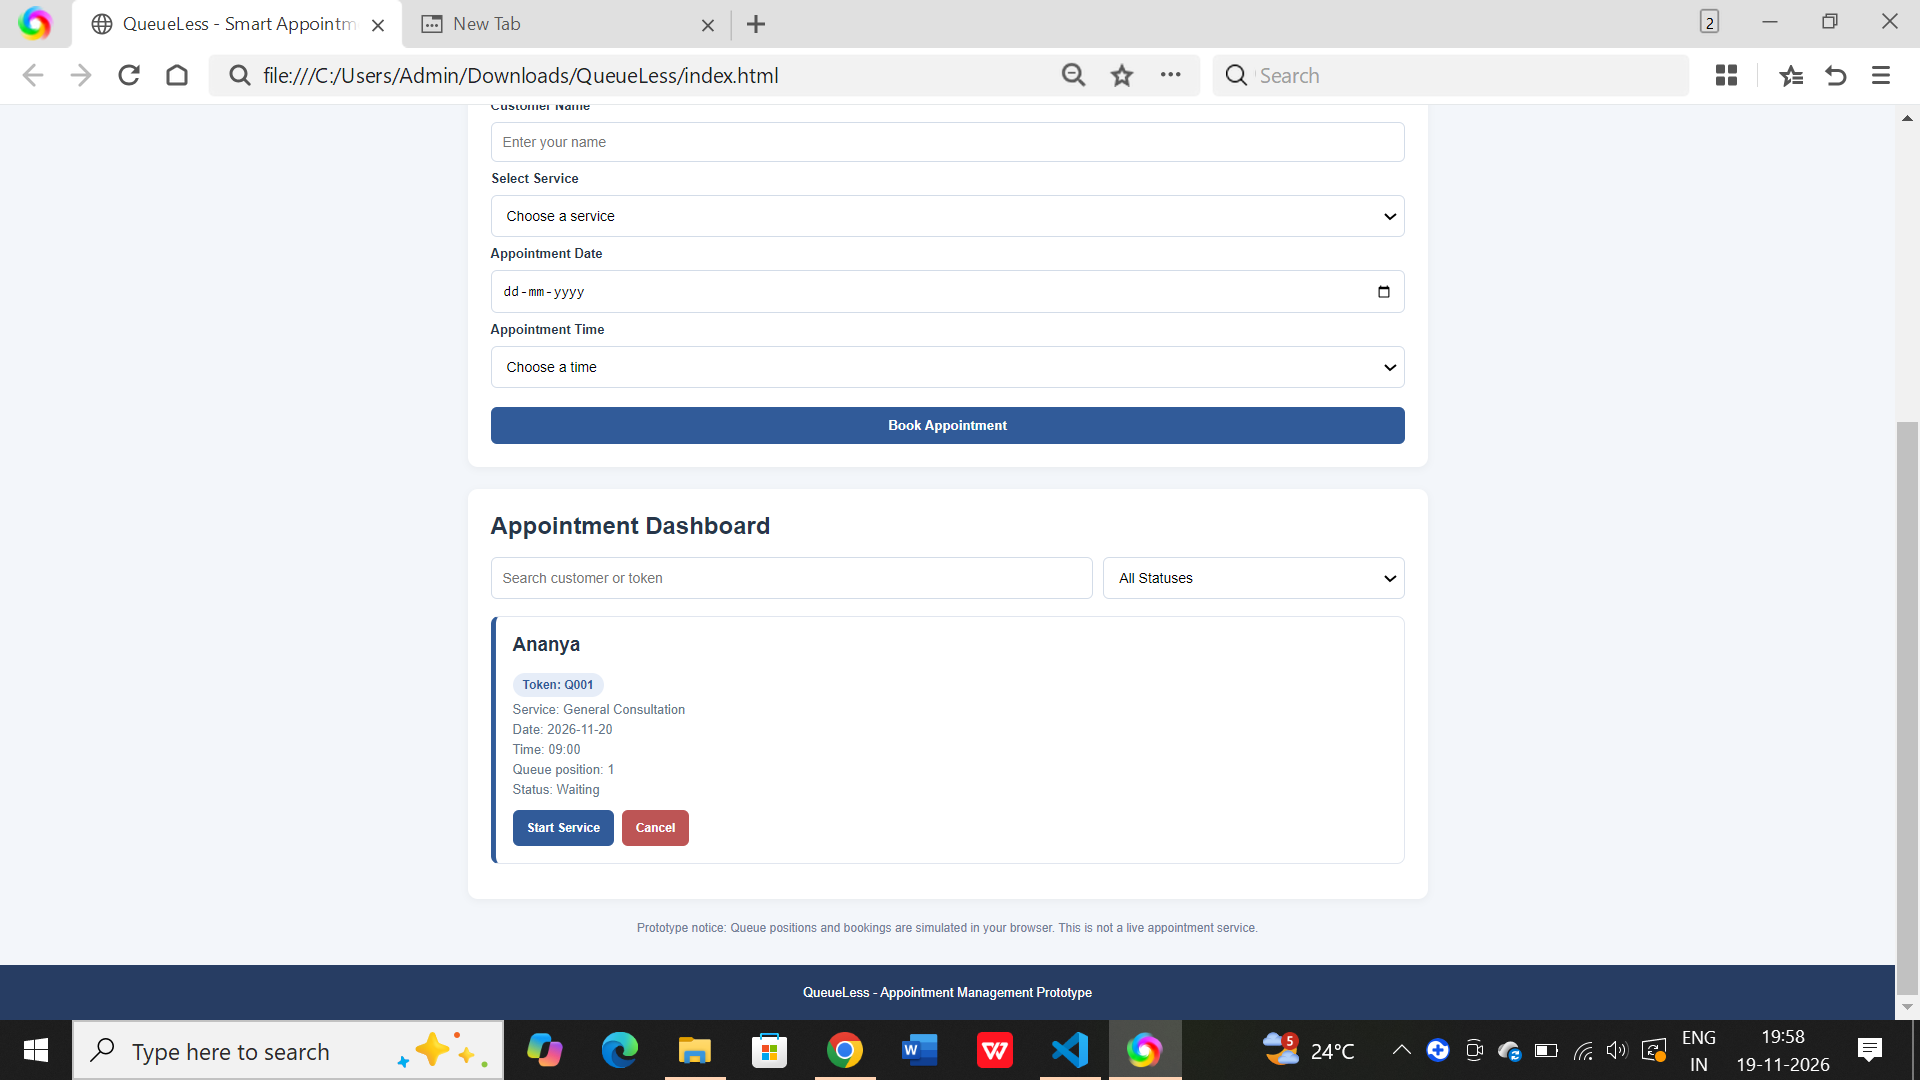 QueueLess - Smart Appointm
New Tab
2
file:///C:/Users/Admin/Downloads/QueueLess/index.html
Search
Customer Name
Enter your name
Select Service
Choose a service
Appointment Date
dd-mm-yyyy
Appointment Time
Choose a time
Book Appointment
Appointment Dashboard
Search customer or token
All Statuses
Ananya
Token: Q001
Service: General Consultation
Date: 2026-11-20
Time: 09:00
Queue position: 1
Status: Waiting
Start Service
Cancel
Prototype notice: Queue positions and bookings are simulated in your browser. This is not a live appointment service.
QueueLess - Appointment Management Prototype
Type here to search
W
W
5
24°C
ENG
IN
19:58
19-11-2026